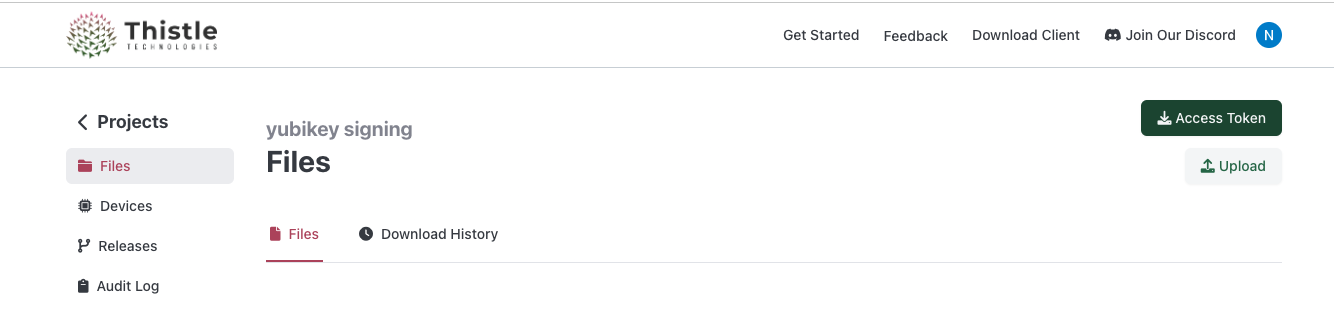 Thistle
TECHNOLOGIES
Get Started
Feedback
Download Client
Join Our Discord
N
Projects
Files
Devices
Releases
Audit Log
yubikey signing
Files
Access Token
Upload
Files
Download History